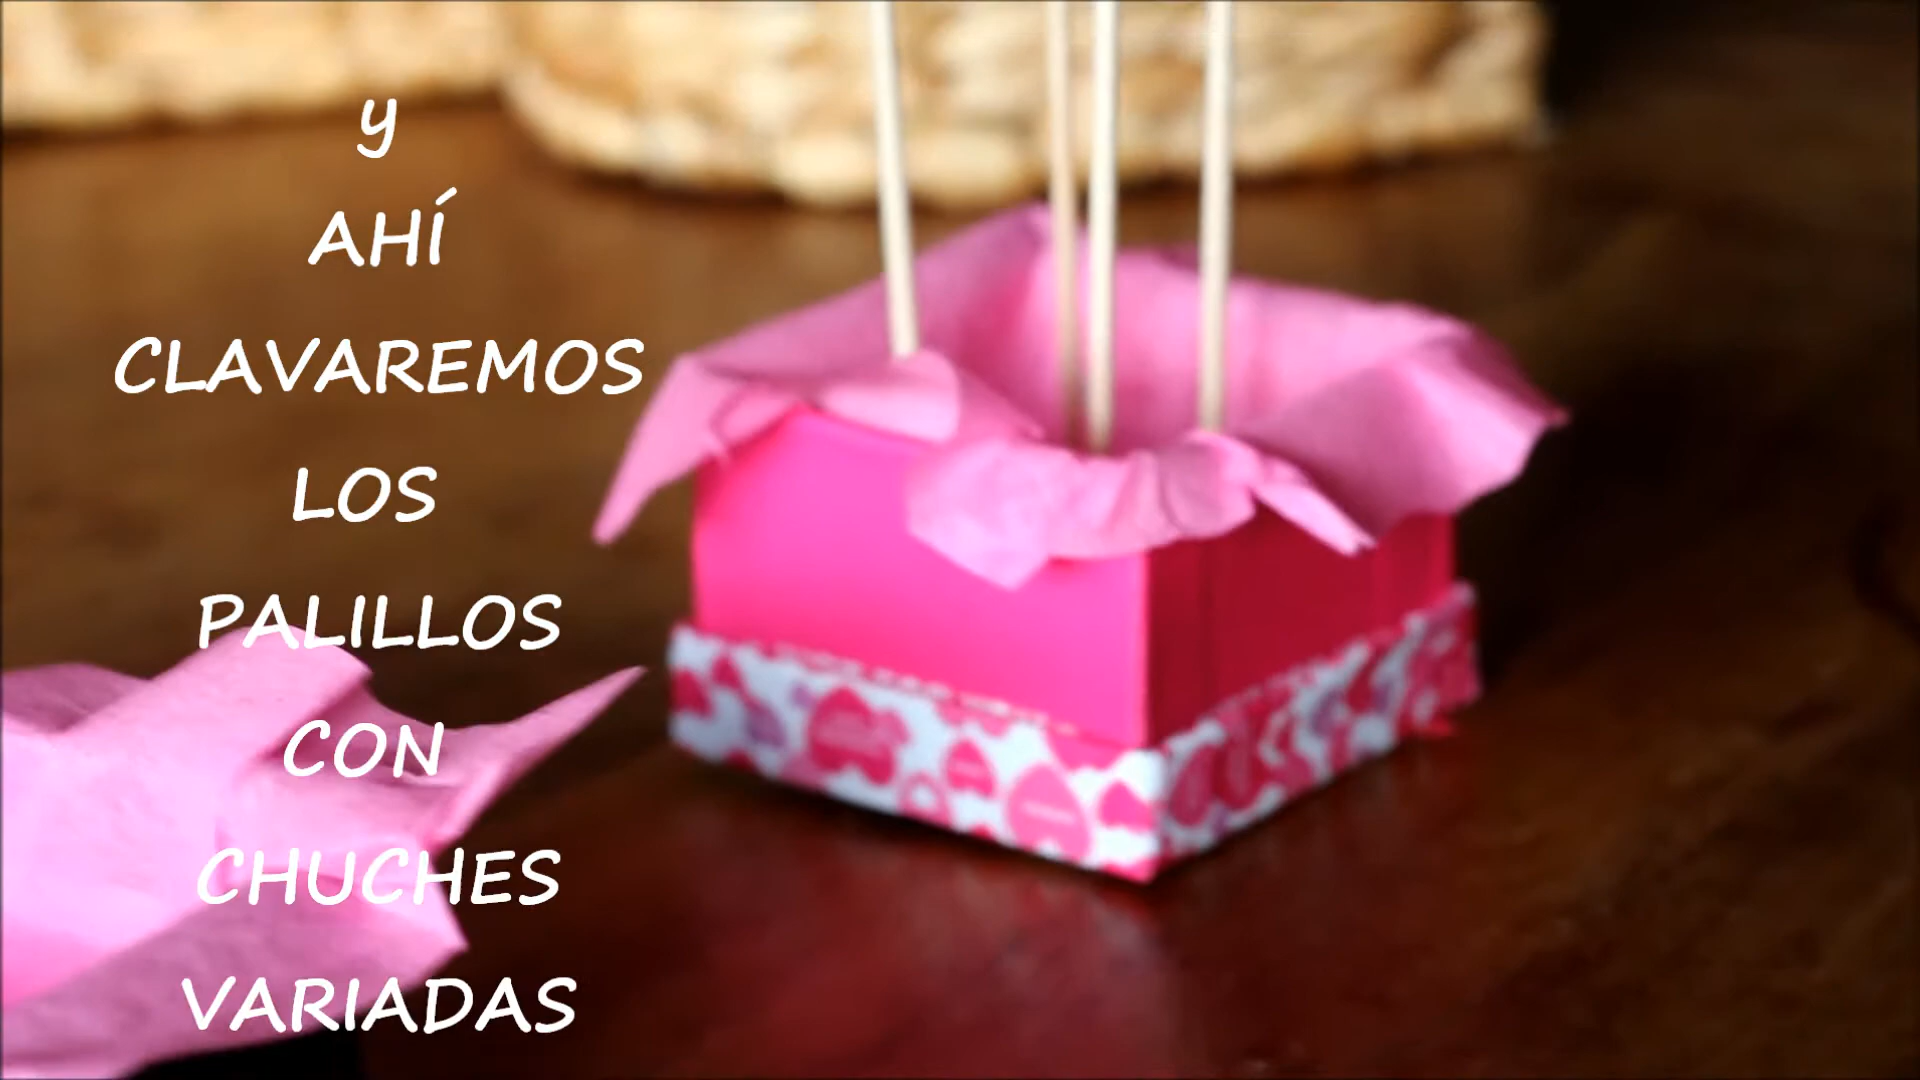 y
AHÍ
CLAVAREMOS
LOS
PALILLOS
CON
CHUCHES
VARIADAS